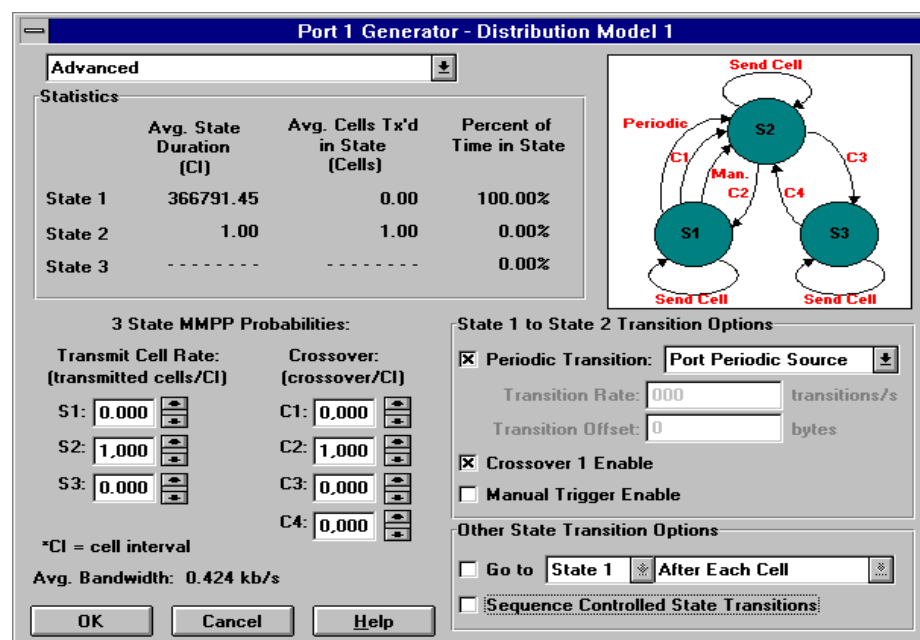 Port 1 Generator - Distribution Model 1
Advanced
Statistics
Avg. State Duration (CI)
Avg. Cells Tx'd in State (Cells)
Percent of Time in State
State 1 366791.45 0.00 100.00%
State 2 1.00 1.00 0.00%
State 3 - - - - - - - - - - - - - - - - 0.00%
Send Cell
Periodic
S2
C1
Man.
C2
C4
C3
S1
S3
Send Cell
Send Cell
3 State MMPP Probabilities:
Transmit Cell Rate:
(transmitted cells/CI)
S1: 0.000
S2: 1,000
S3: 0.000
Crossover:
(crossover/CI)
C1: 0,000
C2: 1,000
C3: 0,000
C4: 0,000
*CI = cell interval
Avg. Bandwidth: 0.424 kb/s
OK
Cancel
Help
State 1 to State 2 Transition Options
Periodic Transition: Port Periodic Source
Transition Rate: 000 transitions/s
Transition Offset: 0 bytes
Crossover 1 Enable
Manual Trigger Enable
Other State Transition Options
Go to State 1 After Each Cell
Sequence Controlled State Transitions